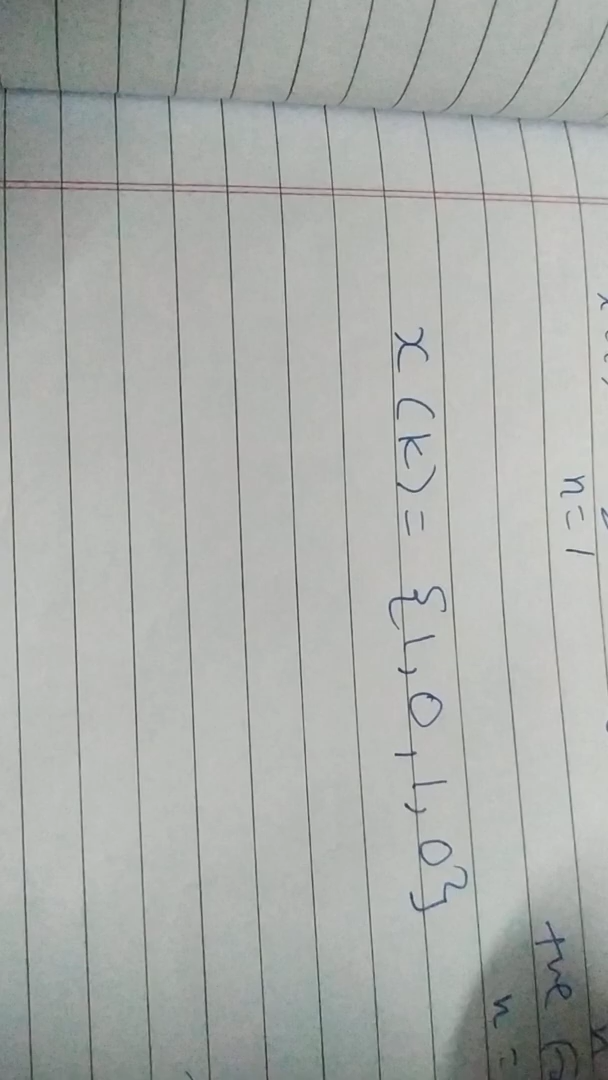 n=1
the
n=
x(k) = {1, 0, 1, 0}